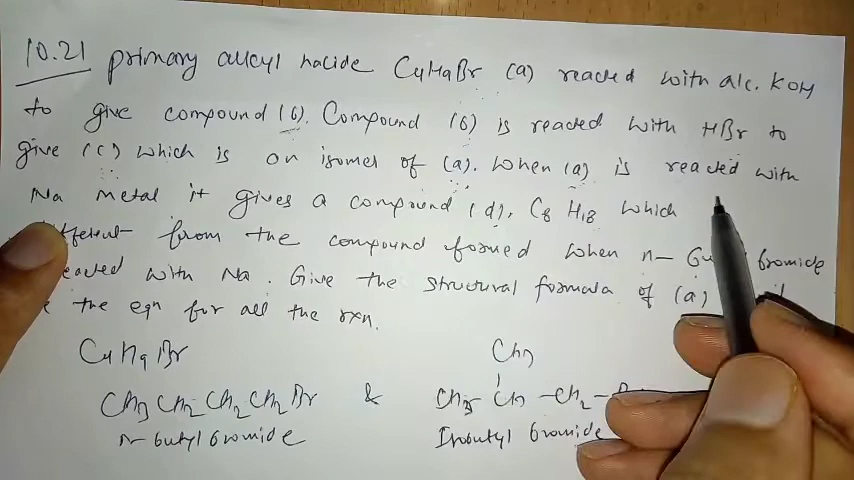 10.21 primary alkyl halide C4H9Br (a) reacted with alc. KOH
to give compound (b). Compound (b) is reacted with HBr to
give (c) which is an isomer of (a). When (a) is reacted with
Na metal it gives a compound (d), C8 H18 which
from the compound formed when n- bromide
with Na. Give the structural formula of (a)
the eqn for all the rxn.
C4H9Br
CH3 CH2 CH2 CH2 Br & CH3 CH - CH2 -
CH3
n-butyl bromide Isobutyl bromide